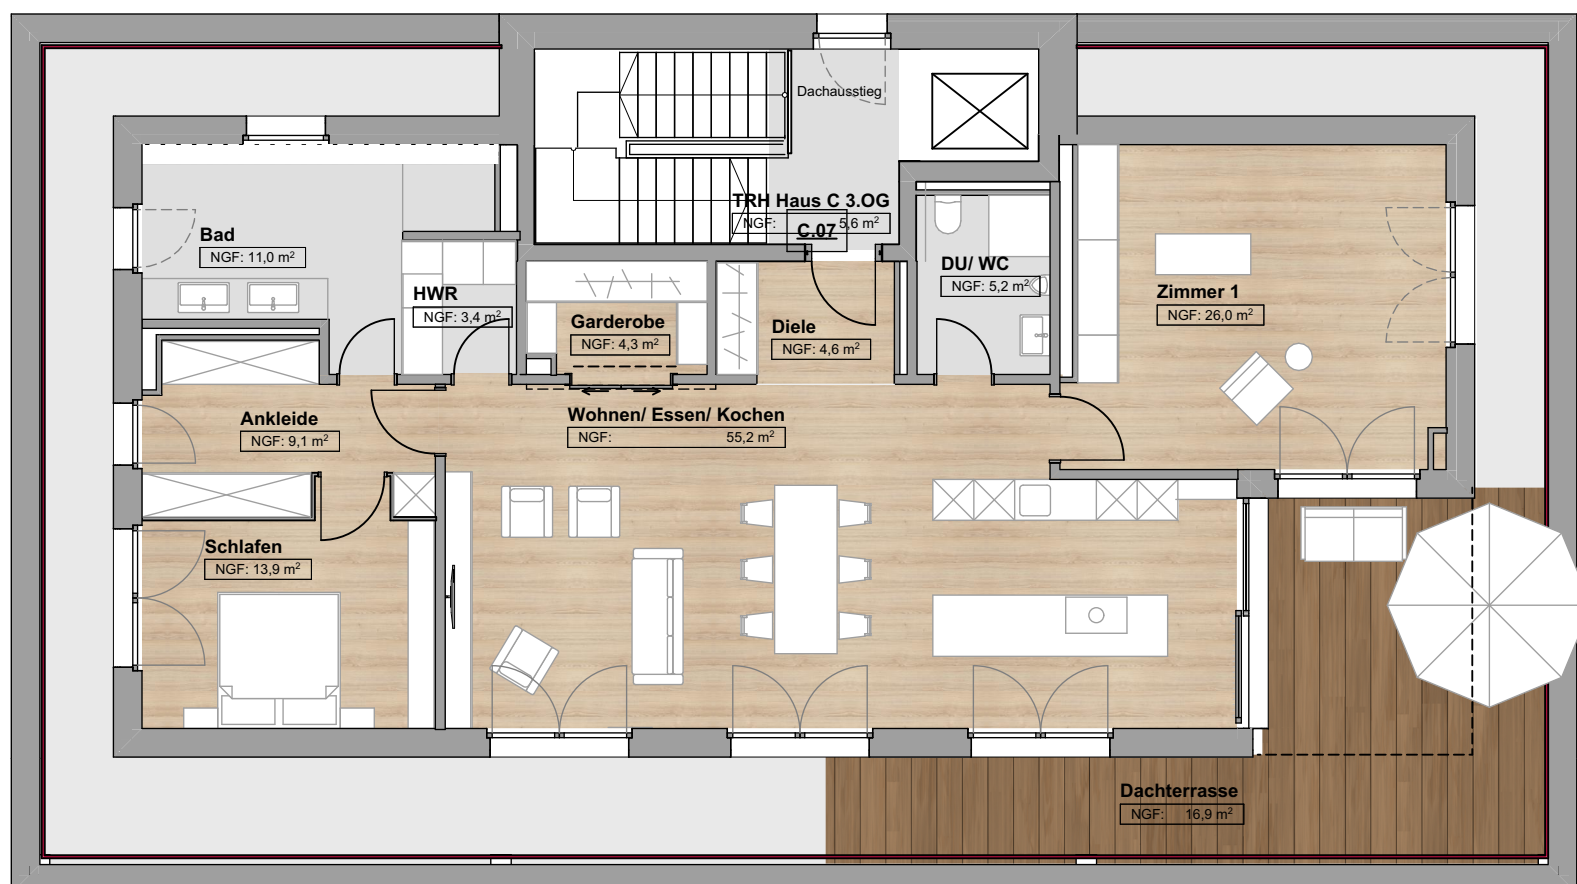 Dachausstieg
TRH Haus C 3.OG
NGF: 5,6 m²
C.07
Bad
NGF: 11,0 m²
HWR
NGF: 3,4 m²
Garderobe
NGF: 4,3 m²
Diele
NGF: 4,6 m²
DU/ WC
NGF: 5,2 m²
Zimmer 1
NGF: 26,0 m²
Ankleide
NGF: 9,1 m²
Wohnen/ Essen/ Kochen
NGF: 55,2 m²
Schlafen
NGF: 13,9 m²
Dachterrasse
NGF: 16,9 m²